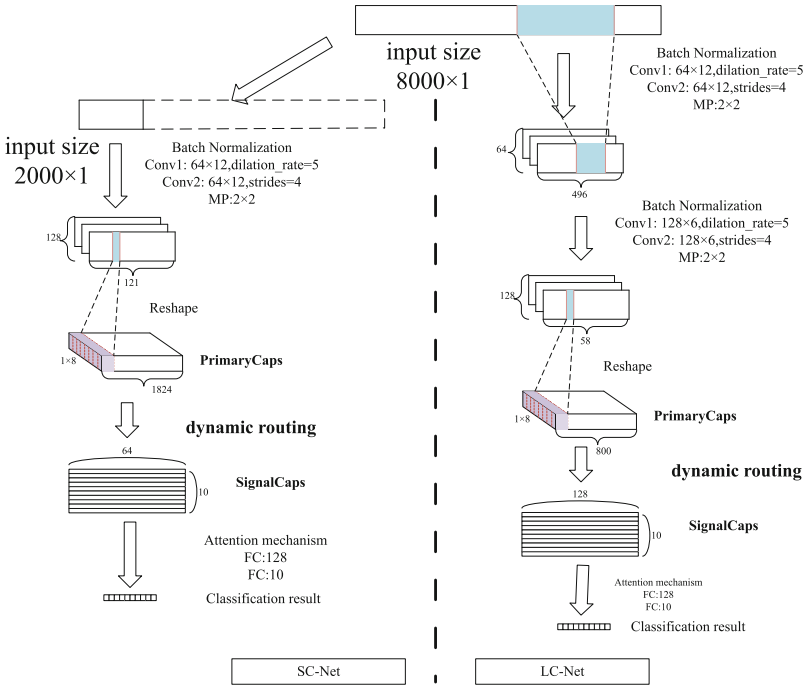 input size
8000×1
Batch Normalization
Conv1: 64×12,dilation_rate=5
Conv2: 64×12,strides=4
MP:2×2
input size
2000×1
Batch Normalization
Conv1: 64×12,dilation_rate=5
Conv2: 64×12,strides=4
MP:2×2
64
496
Batch Normalization
Conv1: 128×6,dilation_rate=5
Conv2: 128×6,strides=4
MP:2×2
128
121
Reshape
1×8
1824
PrimaryCaps
dynamic routing
64
10
SignalCaps
Attention mechanism
FC:128
FC:10
Classification result
128
58
Reshape
1×8
800
PrimaryCaps
dynamic routing
128
10
SignalCaps
Attention mechanism
FC:128
FC:10
Classification result
SC-Net
LC-Net